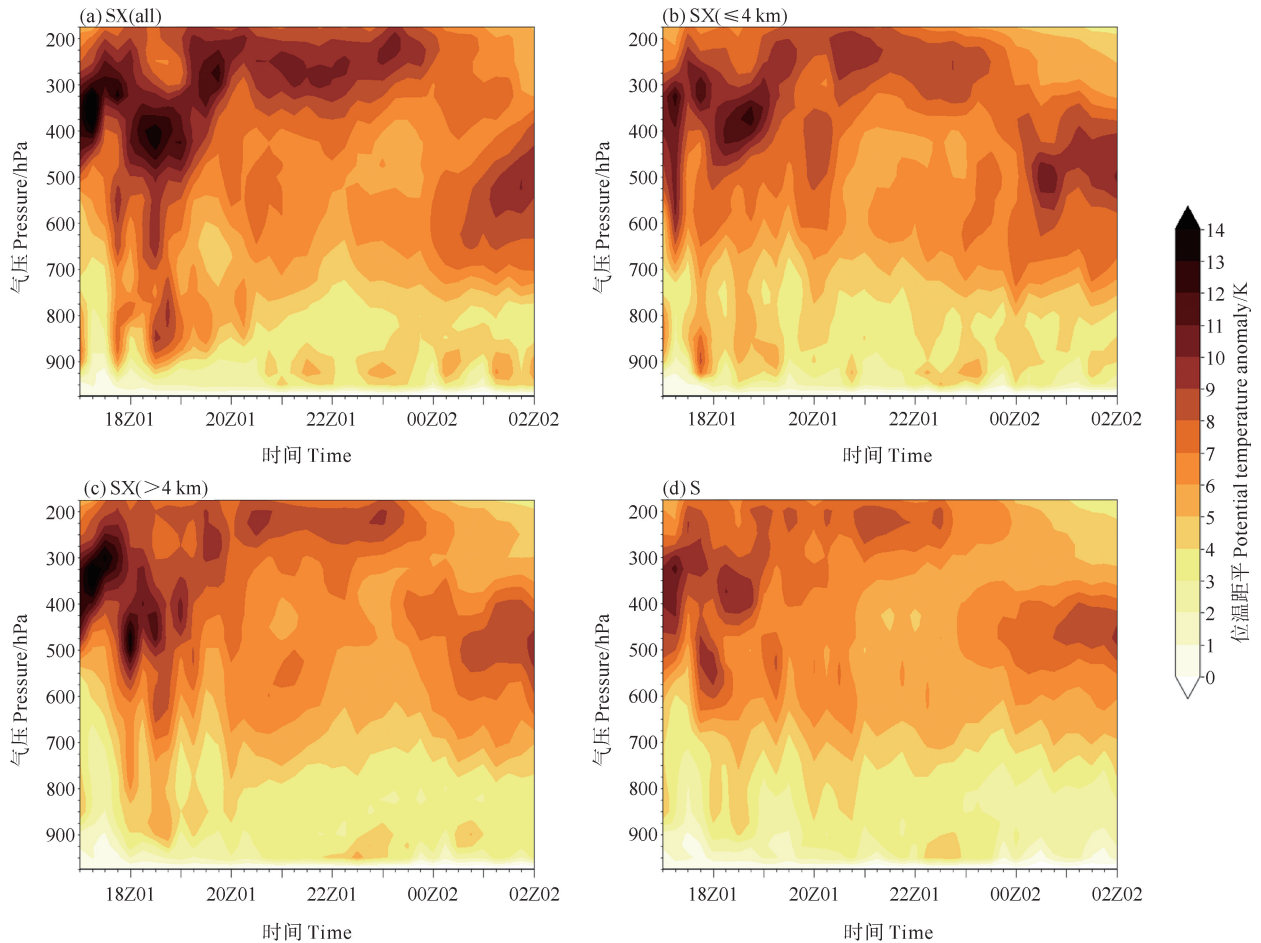 (a) SX(all)
(b) SX(≤4 km)
200
300
400
500
600
700
800
900
气压 Pressure/hPa
18Z01
20Z01
22Z01
00Z02
02Z02
时间 Time
200
300
400
500
600
700
800
900
气压 Pressure/hPa
18Z01
20Z01
22Z01
00Z02
02Z02
时间 Time
(c) SX(>4 km)
(d) S
200
300
400
500
600
700
800
900
气压 Pressure/hPa
18Z01
20Z01
22Z01
00Z02
02Z02
时间 Time
200
300
400
500
600
700
800
900
气压 Pressure/hPa
18Z01
20Z01
22Z01
00Z02
02Z02
时间 Time
14
13
12
11
10
9
8
7
6
5
4
3
2
1
0
位温距平 Potential temperature anomaly/K